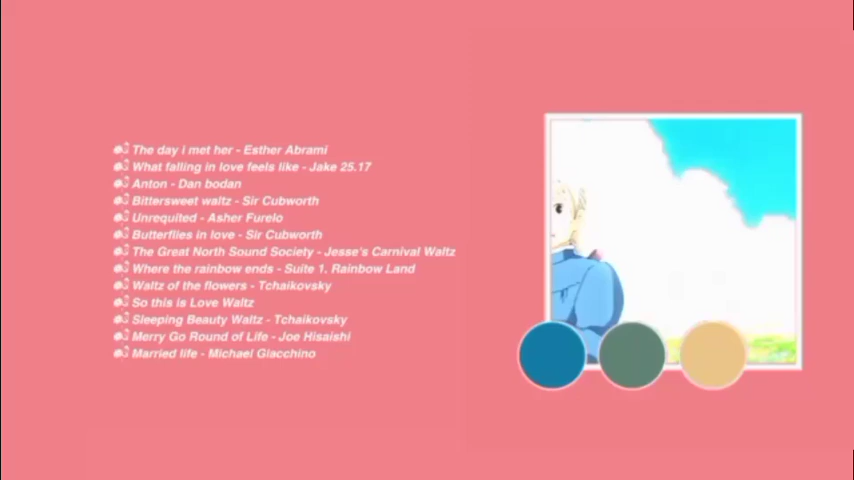 The day i met her - Esther Abrami
What falling in love feels like - Jake 25.17
Anton - Dan bodan
Bittersweet waltz - Sir Cubworth
Unrequited - Asher Furelo
Butterflies in love - Sir Cubworth
The Great North Sound Society - Jesse's Carnival Waltz
Where the rainbow ends - Suite 1. Rainbow Land
Waltz of the flowers - Tchaikovsky
So this is Love Waltz
Sleeping Beauty Waltz - Tchaikovsky
Merry Go Round of Life - Joe Hisaishi
Married life - Michael Giacchino